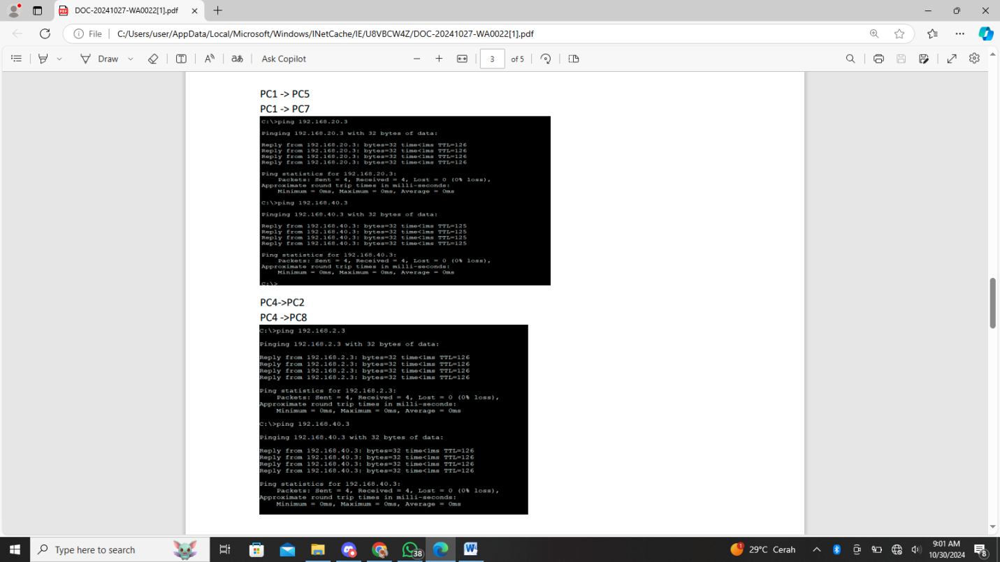 DOC-20241027-WA0022[1].pdf
File
C:/Users/user/AppData/Local/Microsoft/Windows/INetCache/IE/U8VBCW4Z/DOC-20241027-WA0022[1].pdf
Draw
aあ
Ask Copilot
3
of 5
PC1 -> PC5
PC1 -> PC7
C:\>ping 192.168.20.3
Pinging 192.168.20.3 with 32 bytes of data:
Reply from 192.168.20.3: bytes=32 time<1ms TTL=126
Reply from 192.168.20.3: bytes=32 time<1ms TTL=126
Reply from 192.168.20.3: bytes=32 time<1ms TTL=126
Reply from 192.168.20.3: bytes=32 time<1ms TTL=126
Ping statistics for 192.168.20.3:
Packets: Sent = 4, Received = 4, Lost = 0 (0% loss),
Approximate round trip times in milli-seconds:
Minimum = 0ms, Maximum = 0ms, Average = 0ms
C:\>ping 192.168.40.3
Pinging 192.168.40.3 with 32 bytes of data:
Reply from 192.168.40.3: bytes=32 time<1ms TTL=125
Reply from 192.168.40.3: bytes=32 time<1ms TTL=125
Reply from 192.168.40.3: bytes=32 time<1ms TTL=125
Reply from 192.168.40.3: bytes=32 time<1ms TTL=125
Ping statistics for 192.168.40.3:
Packets: Sent = 4, Received = 4, Lost = 0 (0% loss),
Approximate round trip times in milli-seconds:
Minimum = 0ms, Maximum = 0ms, Average = 0ms
C:\>
PC4->PC2
PC4 ->PC8
C:\>ping 192.168.2.3
Pinging 192.168.2.3 with 32 bytes of data:
Reply from 192.168.2.3: bytes=32 time<1ms TTL=126
Reply from 192.168.2.3: bytes=32 time<1ms TTL=126
Reply from 192.168.2.3: bytes=32 time<1ms TTL=126
Reply from 192.168.2.3: bytes=32 time<1ms TTL=126
Ping statistics for 192.168.2.3:
Packets: Sent = 4, Received = 4, Lost = 0 (0% loss),
Approximate round trip times in milli-seconds:
Minimum = 0ms, Maximum = 0ms, Average = 0ms
C:\>ping 192.168.40.3
Pinging 192.168.40.3 with 32 bytes of data:
Reply from 192.168.40.3: bytes=32 time<1ms TTL=126
Reply from 192.168.40.3: bytes=32 time<1ms TTL=126
Reply from 192.168.40.3: bytes=32 time<1ms TTL=126
Reply from 192.168.40.3: bytes=32 time<1ms TTL=126
Ping statistics for 192.168.40.3:
Packets: Sent = 4, Received = 4, Lost = 0 (0% loss),
Approximate round trip times in milli-seconds:
Minimum = 0ms, Maximum = 0ms, Average = 0ms
Type here to search
38
1
29°C Cerah
9:01 AM
10/30/2024
8